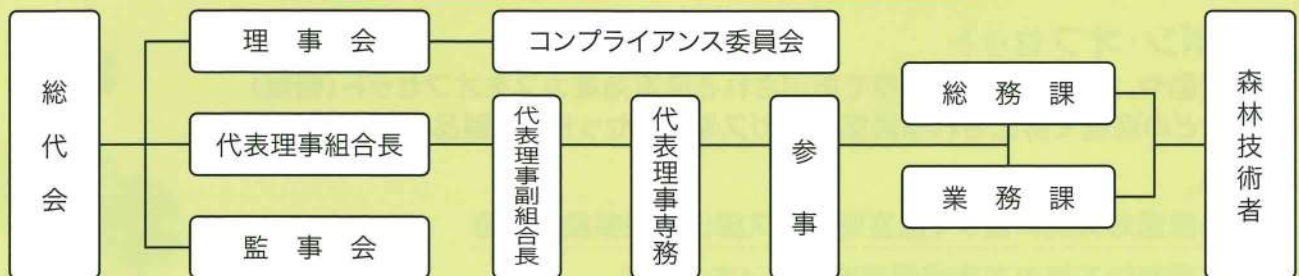 総代会
理事会
コンプライアンス委員会
代表理事組合長
代表理事副組合長
代表理事専務
参事
監事会
総務課
業務課
森林技術者